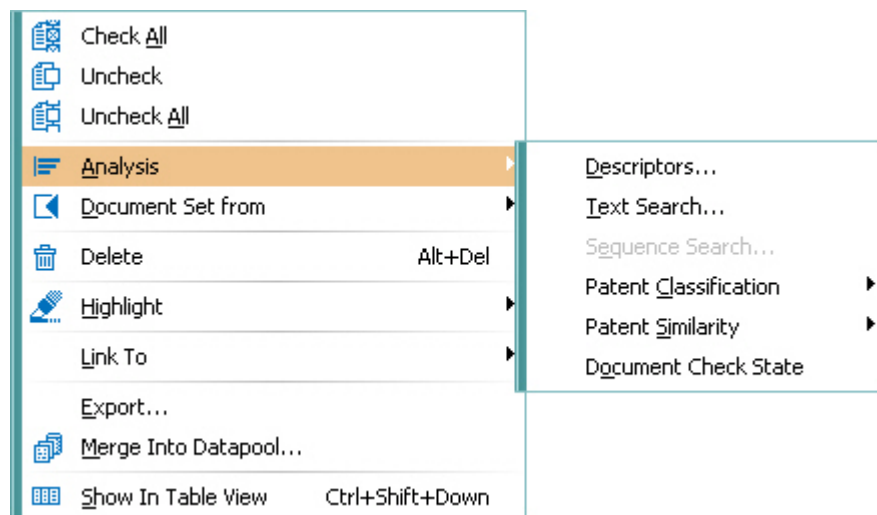 Check All
Uncheck
Uncheck All
Analysis
Document Set from
Delete Alt+Del
Highlight
Link To
Export...
Merge Into Datapool...
Show In Table View Ctrl+Shift+Down
Descriptors...
Text Search...
Sequence Search...
Patent Classification
Patent Similarity
Document Check State